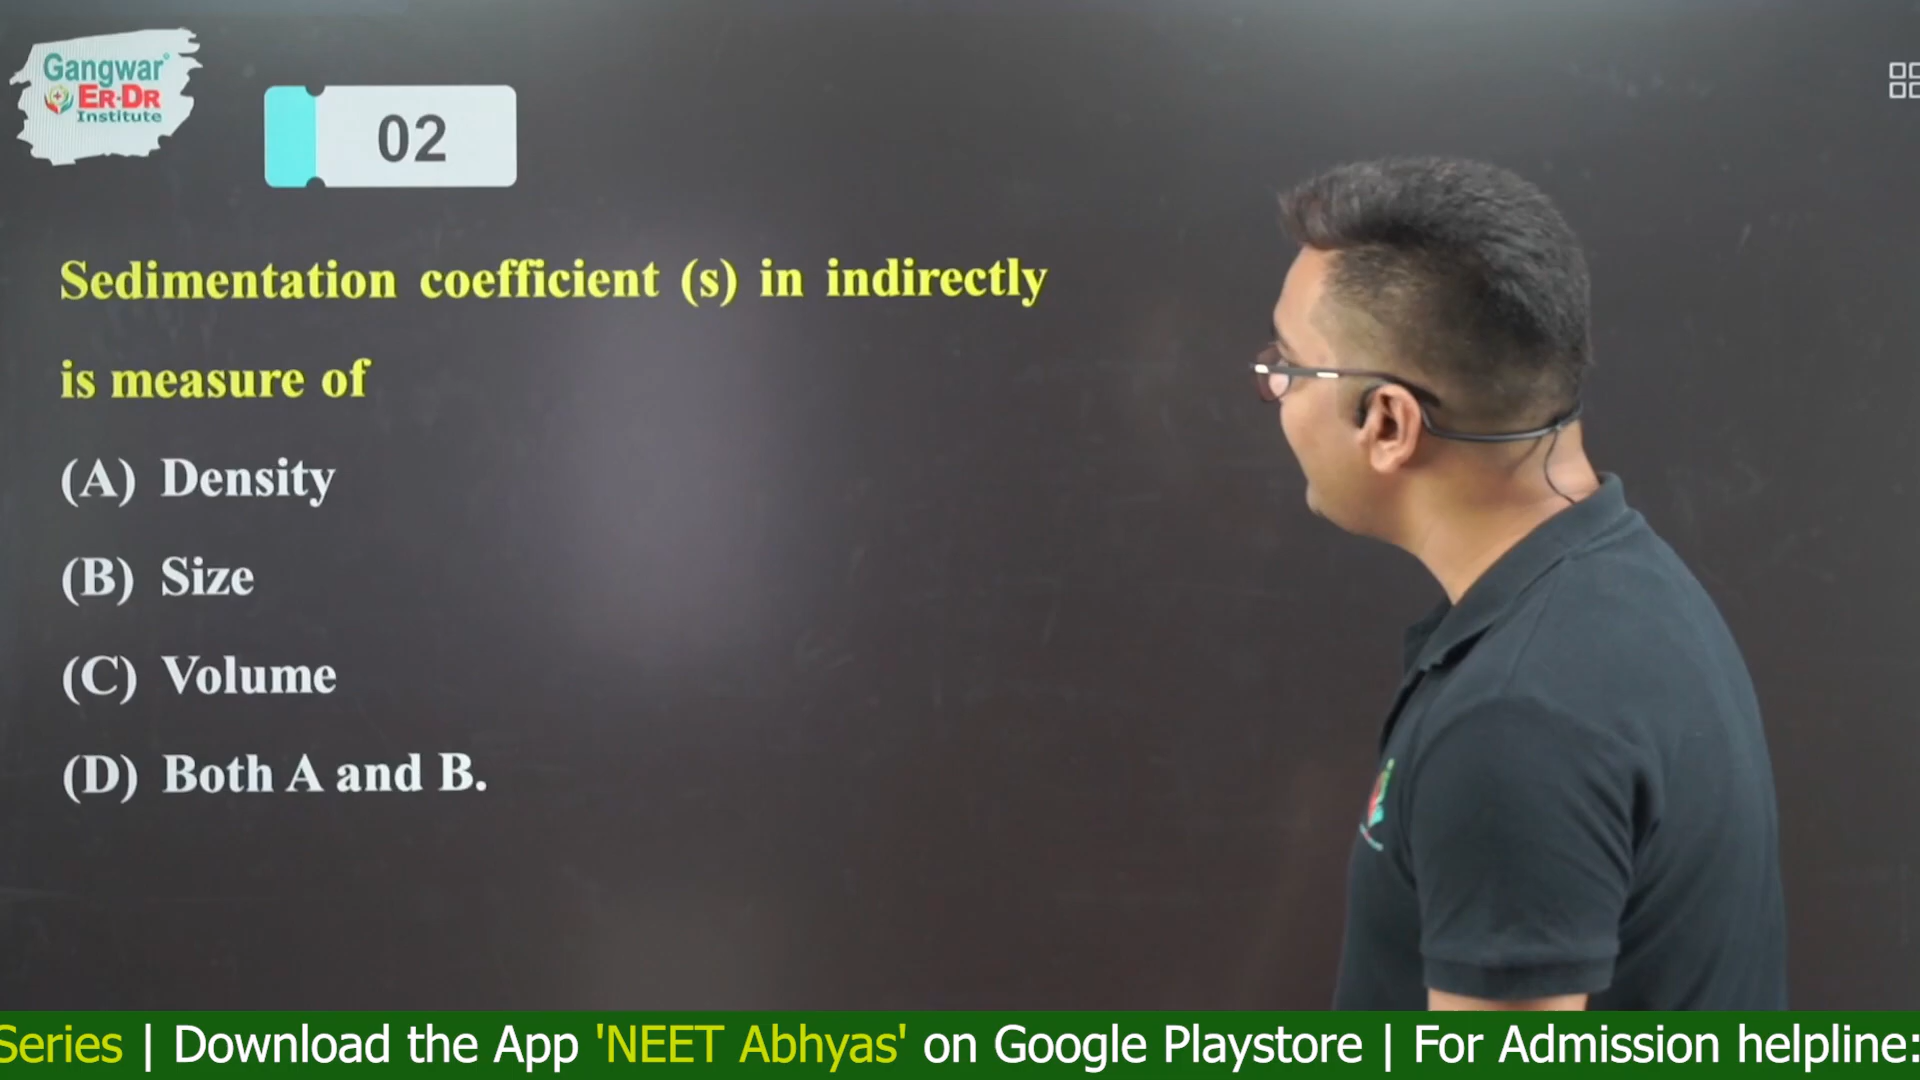 Gangwar
ER-DR
Institute
02
Sedimentation coefficient (s) in indirectly
is measure of
(A) Density
(B) Size
(C) Volume
(D) Both A and B.
Series | Download the App 'NEET Abhyas' on Google Playstore | For Admission helpline: